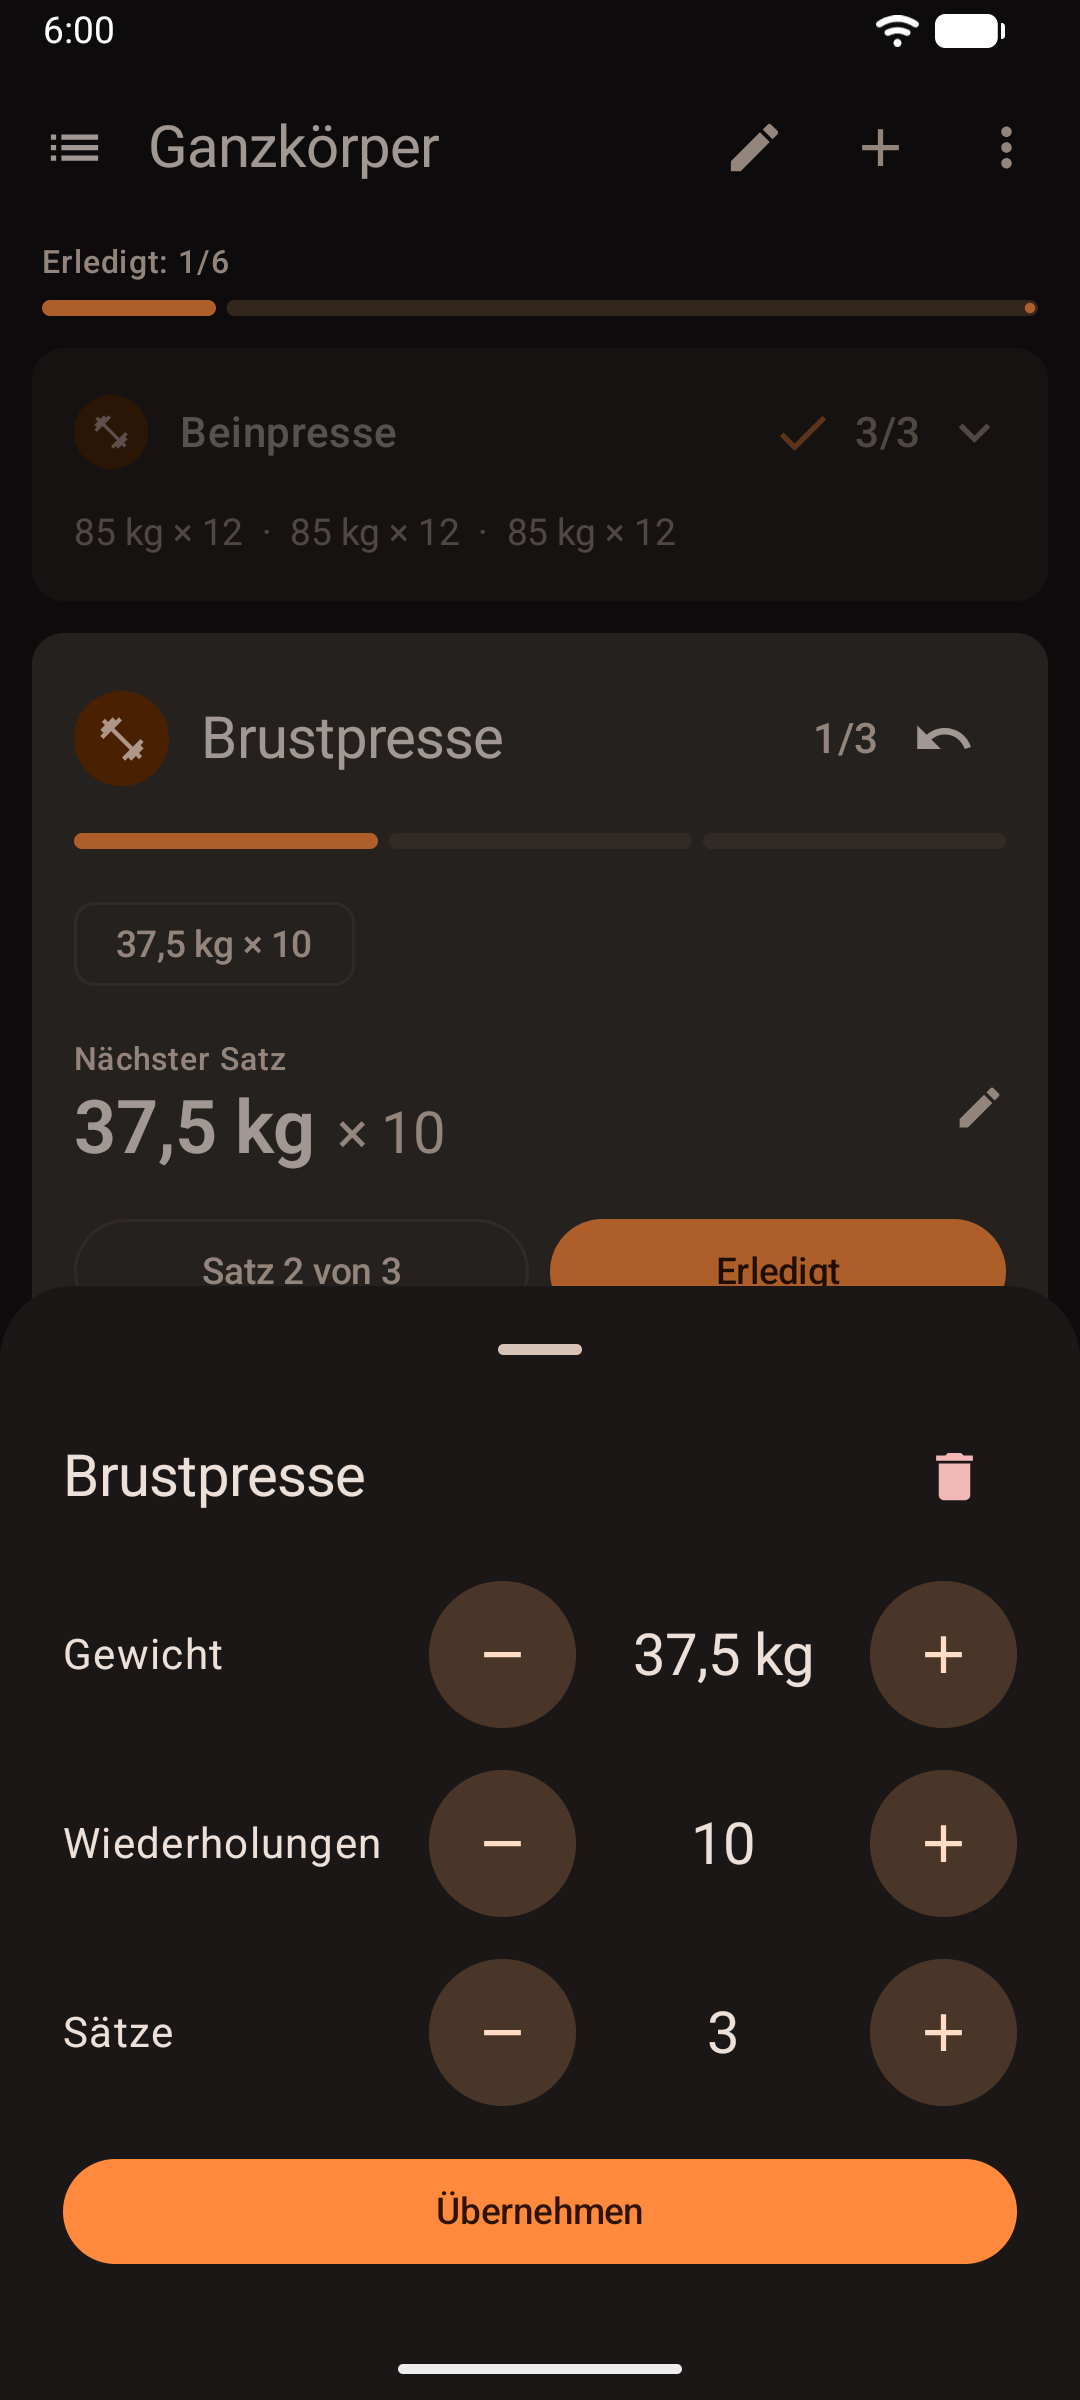 6:00
Ganzkörper
Erledigt: 1/6
Beinpresse 3/3
85 kg × 12 · 85 kg × 12 · 85 kg × 12
Brustpresse 1/3
37,5 kg × 10
Nächster Satz
37,5 kg × 10
Satz 2 von 3 Erledigt
Brustpresse
Gewicht − 37,5 kg +
Wiederholungen − 10 +
Sätze − 3 +
Übernehmen